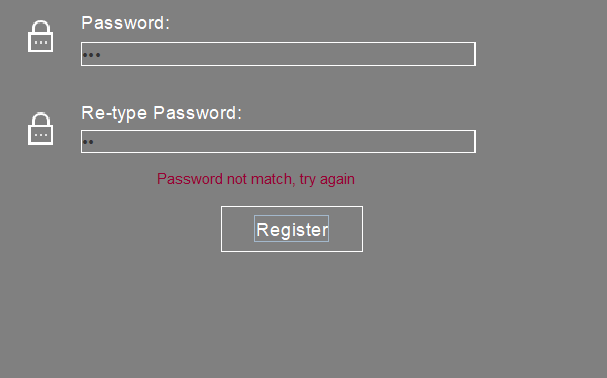 Password:
•••
Re-type Password:
••
Password not match, try again
Register